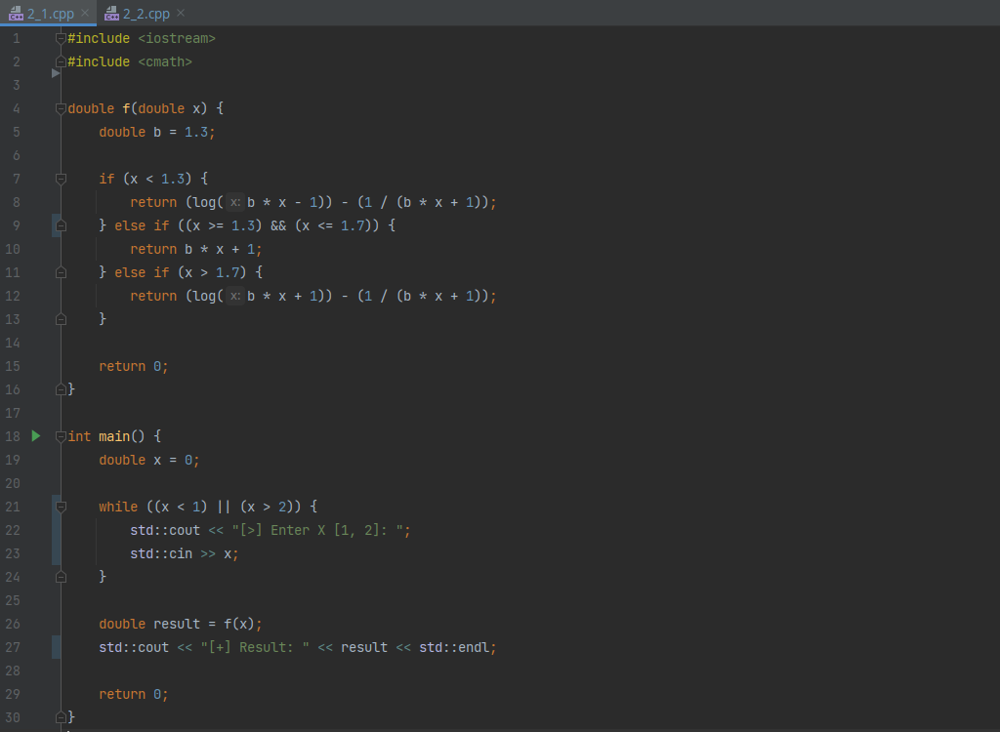 2_1.cpp × 2_2.cpp ×
1 #include <iostream>
2 #include <cmath>
3
4 double f(double x) {
5     double b = 1.3;
6
7     if (x < 1.3) {
8         return (log( x: b * x - 1)) - (1 / (b * x + 1));
9     } else if ((x >= 1.3) && (x <= 1.7)) {
10         return b * x + 1;
11     } else if (x > 1.7) {
12         return (log( x: b * x + 1)) - (1 / (b * x + 1));
13     }
14
15     return 0;
16 }
17
18 int main() {
19     double x = 0;
20
21     while ((x < 1) || (x > 2)) {
22         std::cout << "[>] Enter X [1, 2]: ";
23         std::cin >> x;
24     }
25
26     double result = f(x);
27     std::cout << "[+] Result: " << result << std::endl;
28
29     return 0;
30 }